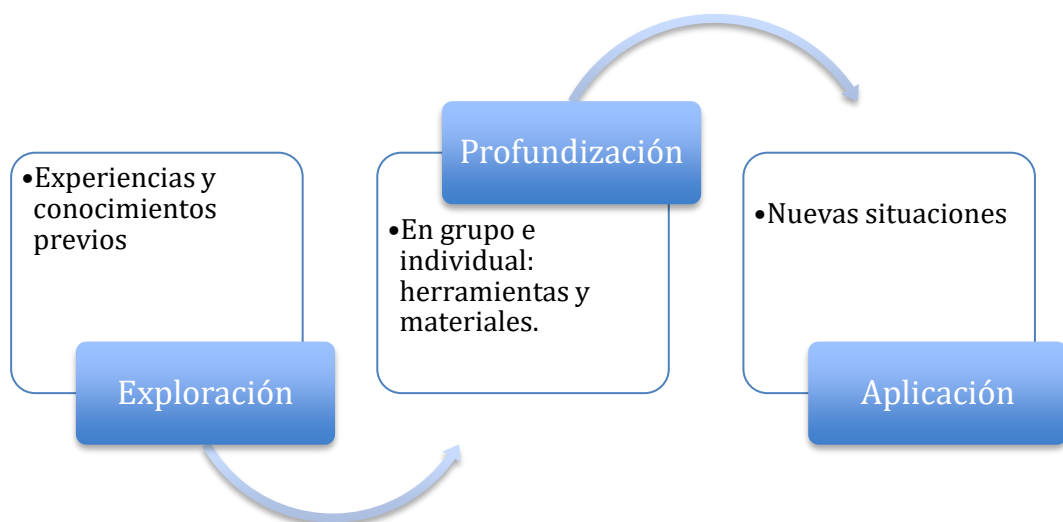 •Experiencias y
conocimientos
previos
Exploración
Profundización
•En grupo e
individual:
herramientas y
materiales.
•Nuevas situaciones
Aplicación